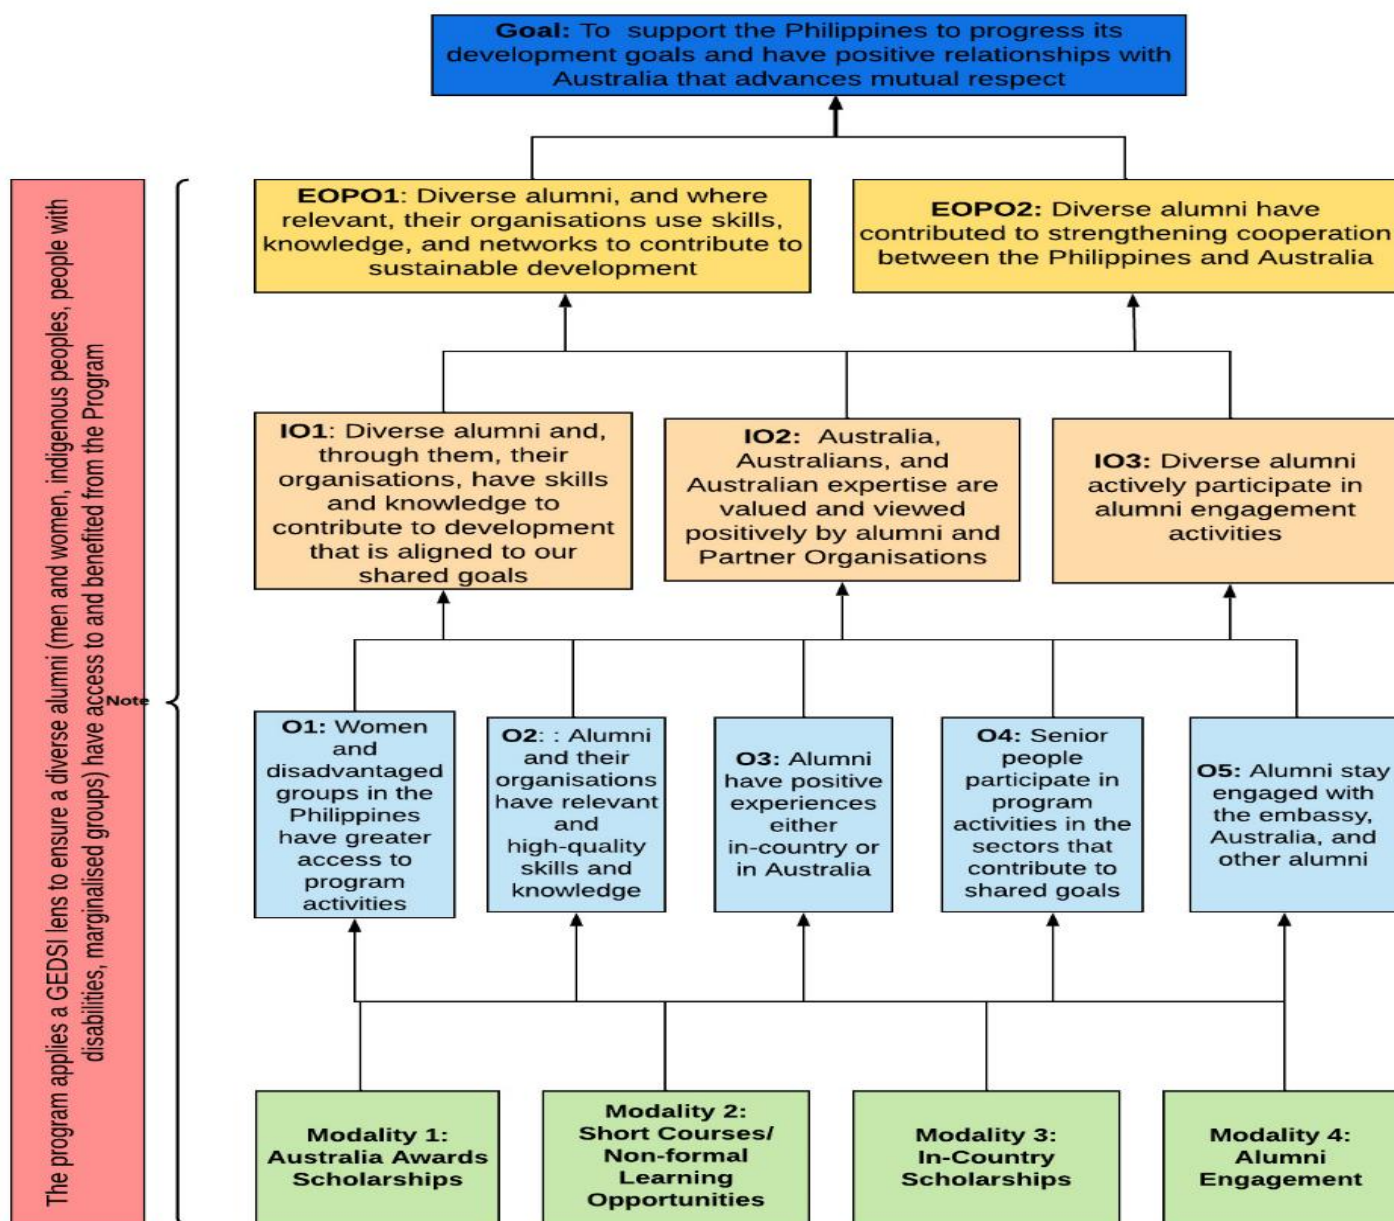 Goal: To  support the Philippines to progress its
development goals and have positive relationships with
Australia that advances mutual respect
The program applies a GEDSI lens to ensure a diverse alumni (men and women, indigenous peoples, people with
disabilities, marginalised groups) have access to and benefited from the Program
Note
EOPO1: Diverse alumni, and where
relevant, their organisations use skills,
knowledge, and networks to contribute to
sustainable development
EOPO2: Diverse alumni have
contributed to strengthening cooperation
between the Philippines and Australia
IO1: Diverse alumni and,
through them, their
organisations, have skills
and knowledge to
contribute to development
that is aligned to our
shared goals
IO2:  Australia,
Australians, and
Australian expertise are
valued and viewed
positively by alumni and
Partner Organisations
IO3: Diverse alumni
actively participate in
alumni engagement
activities
O1: Women
and
disadvantaged
groups in the
Philippines
have greater
access to
program
activities
O2: : Alumni
and their
organisations
have relevant
and
high-quality
skills and
knowledge
O3: Alumni
have positive
experiences
either
in-country or
in Australia
O4: Senior
people
participate in
program
activities in the
sectors that
contribute to
shared goals
O5: Alumni stay
engaged with
the embassy,
Australia, and
other alumni
Modality 1:
Australia Awards
Scholarships
Modality 2:
Short Courses/
Non-formal
Learning
Opportunities
Modality 3:
In-Country
Scholarships
Modality 4:
Alumni
Engagement